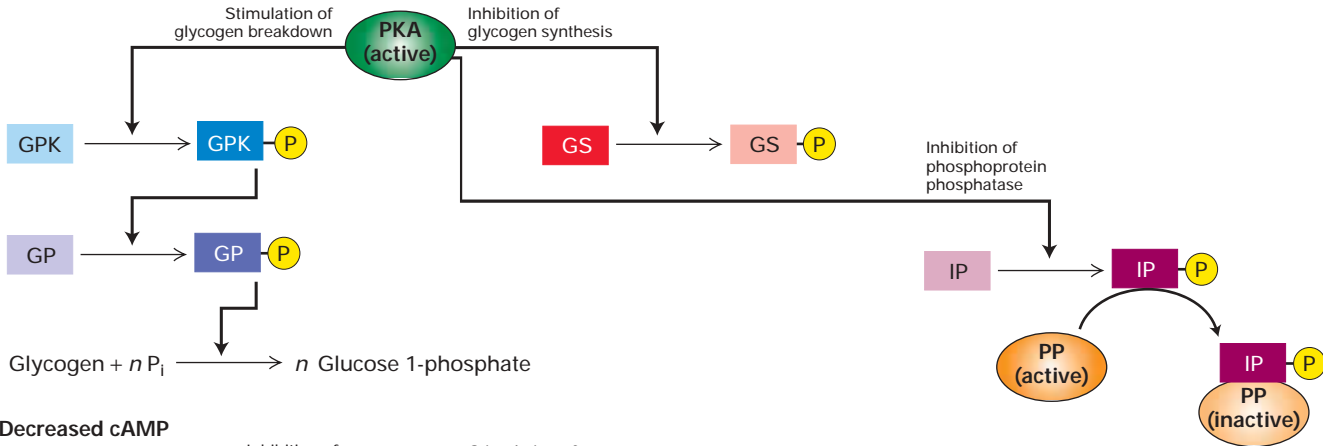 Stimulation of
glycogen breakdown
PKA
(active)
Inhibition of
glycogen synthesis
GPK
GPK P
GS
GS P
Inhibition of
phosphoprotein
phosphatase
GP
GP P
IP
IP P
Glycogen + n Pi
n Glucose 1-phosphate
PP
(active)
IP P
PP
(inactive)
Decreased cAMP